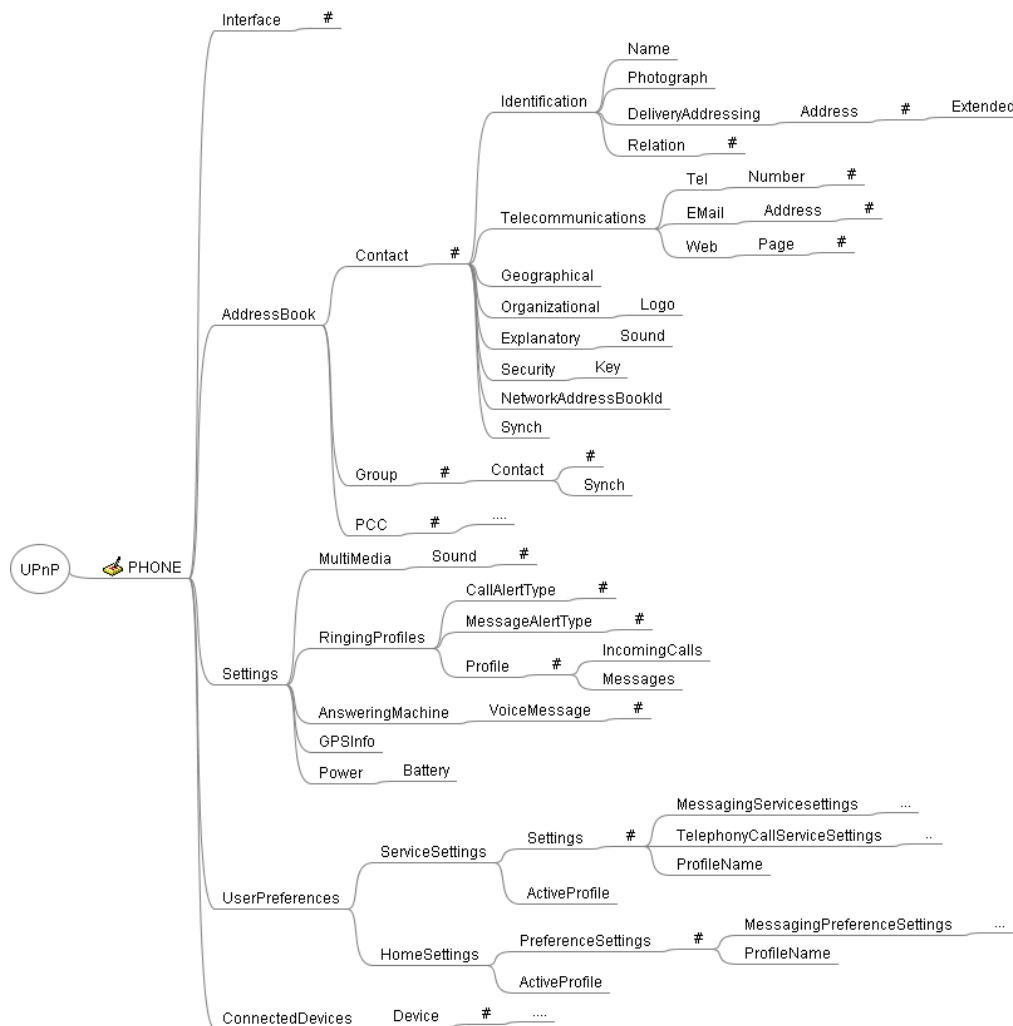 Interface #
Name
Photograph
Identification
DeliveryAddressing Address # Extended
Relation #
Tel Number #
Telecommunications
EMail Address #
Web Page #
Contact #
Geographical
Organizational Logo
AddressBook
Explanatory Sound
Security Key
NetworkAddressBookId
Synch
Group # Contact #
Synch
PCC # ....
UPnP PHONE
MultiMedia Sound #
CallAlertType #
MessageAlertType #
RingingProfiles
Profile # IncomingCalls
Messages
Settings
AnsweringMachine VoiceMessage #
GPSInfo
Power Battery
MessagingServicesettings ...
Settings # TelephonyCallServiceSettings ..
ServiceSettings
ProfileName
ActiveProfile
UserPreferences
MessagingPreferenceSettings ...
PreferenceSettings #
HomeSettings
ProfileName
ActiveProfile
ConnectedDevices Device # ....